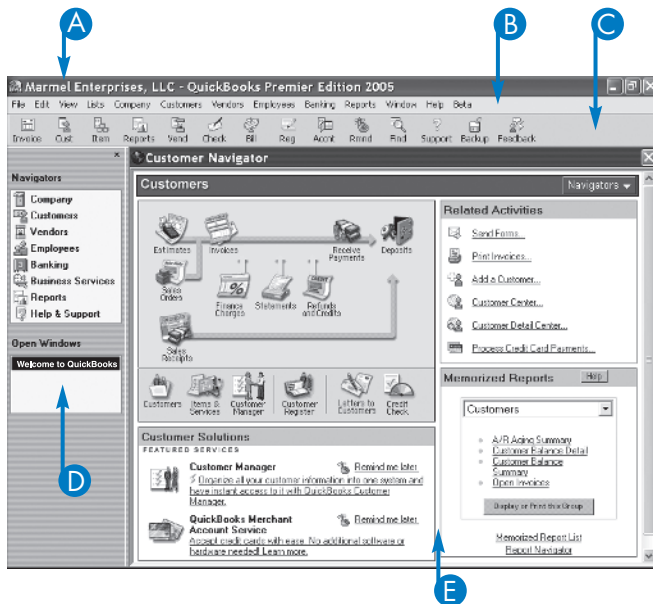 A
B
C
Marmel Enterprises, LLC - QuickBooks Premier Edition 2005
File Edit View Lists Company Customers Vendors Employees Banking Reports Window Help Beta
Invoice Cust Item Reports Vend Check Bill Reg Accnt Rmnd Find Support Backup Feedback
Customer Navigator
Navigators
Company
Customers
Vendors
Employees
Banking
Business Services
Reports
Help & Support
Open Windows
Welcome to QuickBooks
D
Customers
Navigators
Estimates
Invoices
Receive
Payments
Deposits
Sales
Orders
Finance
Charges
Statements
Refunds
and Credits
Sales
Receipts
Customers
Items &
Services
Customer
Manager
Customer
Register
Letters to
Customers
Credit
Check
Customer Solutions
FEATURED SERVICES
Customer Manager
Remind me later
Organize all your customer information into one system and
have instant access to it with QuickBooks Customer
Manager.
QuickBooks Merchant
Account Service
Remind me later
Accept credit cards with ease. No additional software or
hardware needed! Learn more.
Related Activities
Send Forms...
Print Invoices...
Add a Customer...
Customer Center...
Customer Detail Center...
Process Credit Card Payments...
Memorized Reports
Help
Customers
A/R Aging Summary
Customer Balance Detail
Customer Balance
Summary
Open Invoices
Display or Print this Group
Memorized Report List
Report Navigator
E